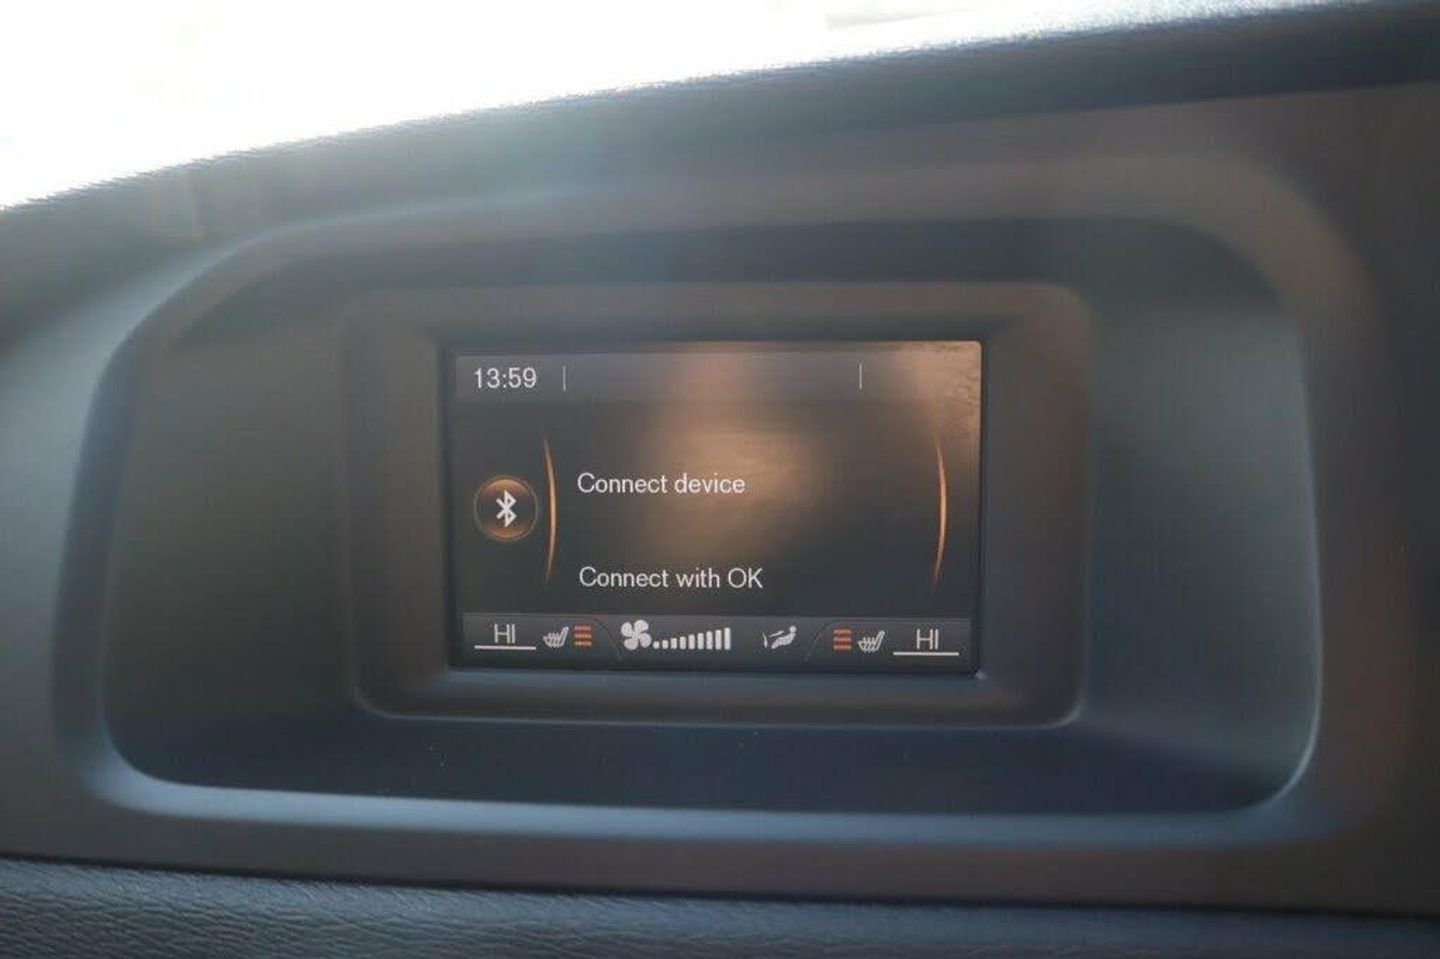 13:59
Connect device
Connect with OK
HI HI